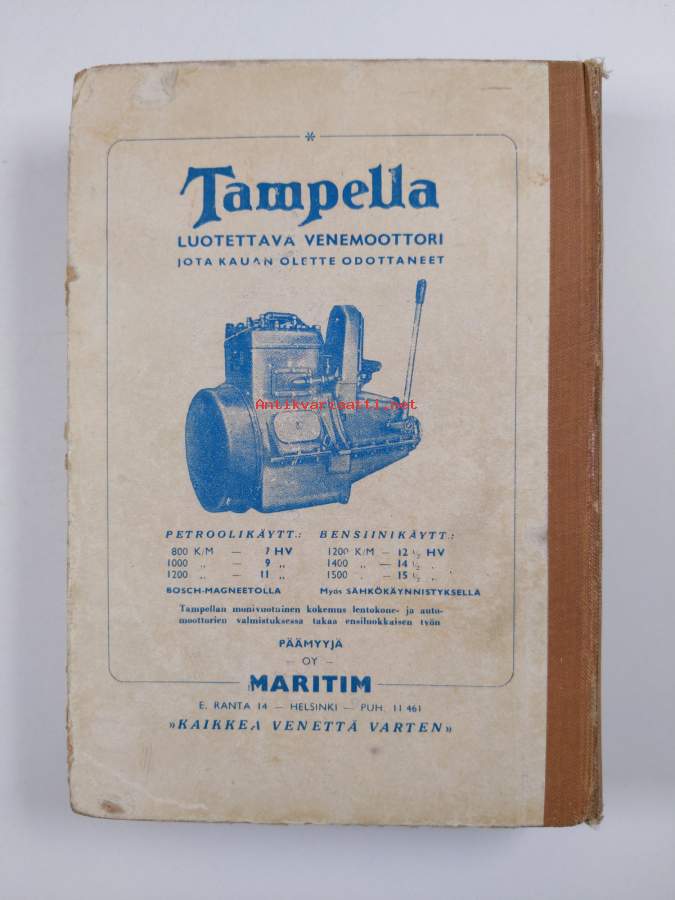 Tampella
LUOTETTAVA VENEMOOTTORI
JOTA KAUAN OLETTE ODOTTANEET
Antikvariaatti.net
PETROOLIKÄYTT.: BENSIINIKÄYTT.:
800 K/M — 7 HV 1200 K/M — 12 ½ HV
1000 „ — 9 „ 1400 „ — 14 ½ „
1200 „ — 11 „ 1500 „ — 15 ½ „
BOSCH-MAGNEETOLLA Myös SÄHKÖKÄYNNISTYKSELLÄ
Tampellan monivuotuinen kokemus lentokone- ja auto-
moottorien valmistuksessa takaa ensiluokkaisen työn
PÄÄMYYJÄ
— OY —
MARITIM
E. RANTA 14 — HELSINKI — PUH. 11 461
»KAIKKEA VENETTÄ VARTEN»